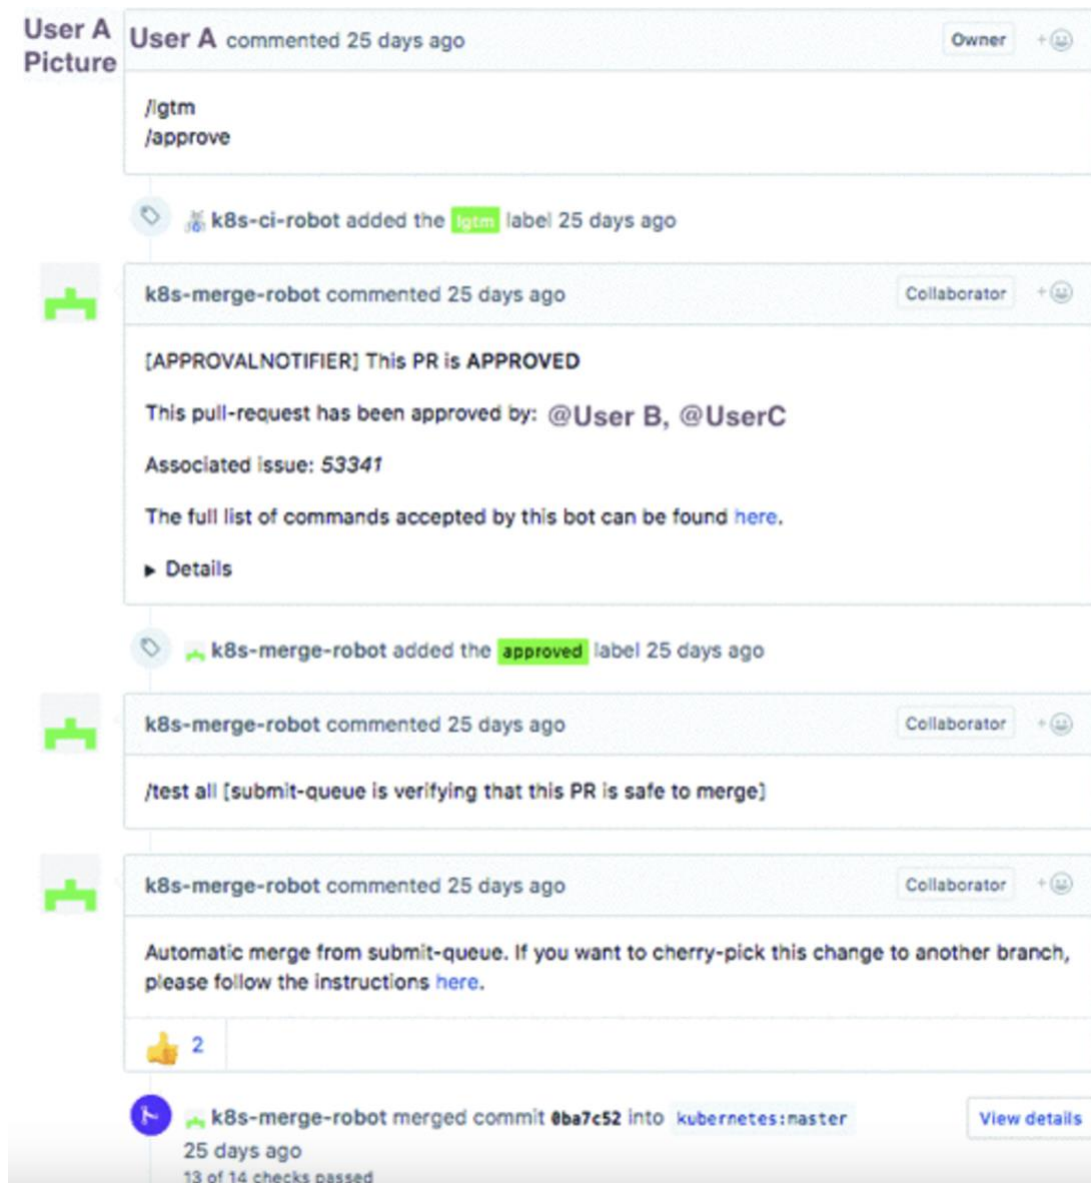 User A
Picture
User A commented 25 days ago
Owner
/lgtm
/approve
k8s-ci-robot added the lgtm label 25 days ago
k8s-merge-robot commented 25 days ago
Collaborator
[APPROVALNOTIFIER] This PR is APPROVED
This pull-request has been approved by: @User B, @UserC
Associated issue: 53341
The full list of commands accepted by this bot can be found here.
▶ Details
k8s-merge-robot added the approved label 25 days ago
k8s-merge-robot commented 25 days ago
Collaborator
/test all [submit-queue is verifying that this PR is safe to merge]
k8s-merge-robot commented 25 days ago
Collaborator
Automatic merge from submit-queue. If you want to cherry-pick this change to another branch,
please follow the instructions here.
2
k8s-merge-robot merged commit 0ba7c52 into kubernetes:master
View details
25 days ago
13 of 14 checks passed